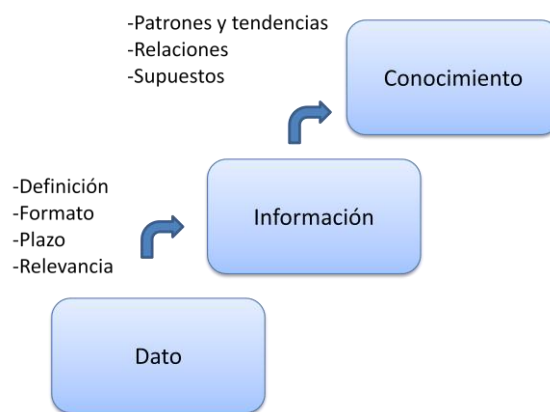 -Patrones y tendencias
-Relaciones
-Supuestos
Conocimiento
-Definición
-Formato
-Plazo
-Relevancia
Información
Dato